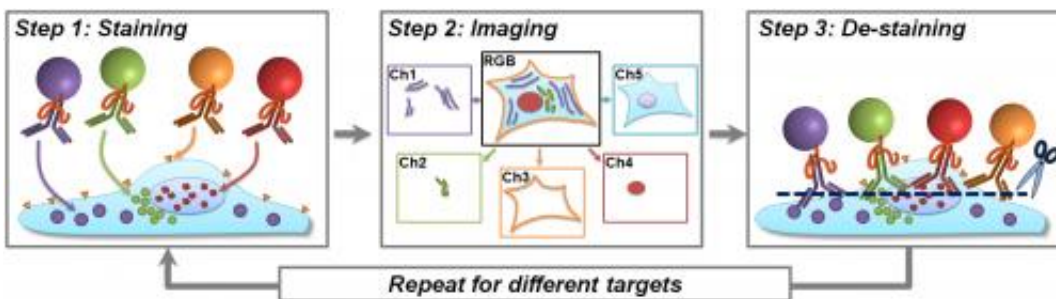 Step 1: Staining
Step 2: Imaging
RGB
Ch1
Ch5
Ch2
Ch3
Ch4
Step 3: De-staining
Repeat for different targets